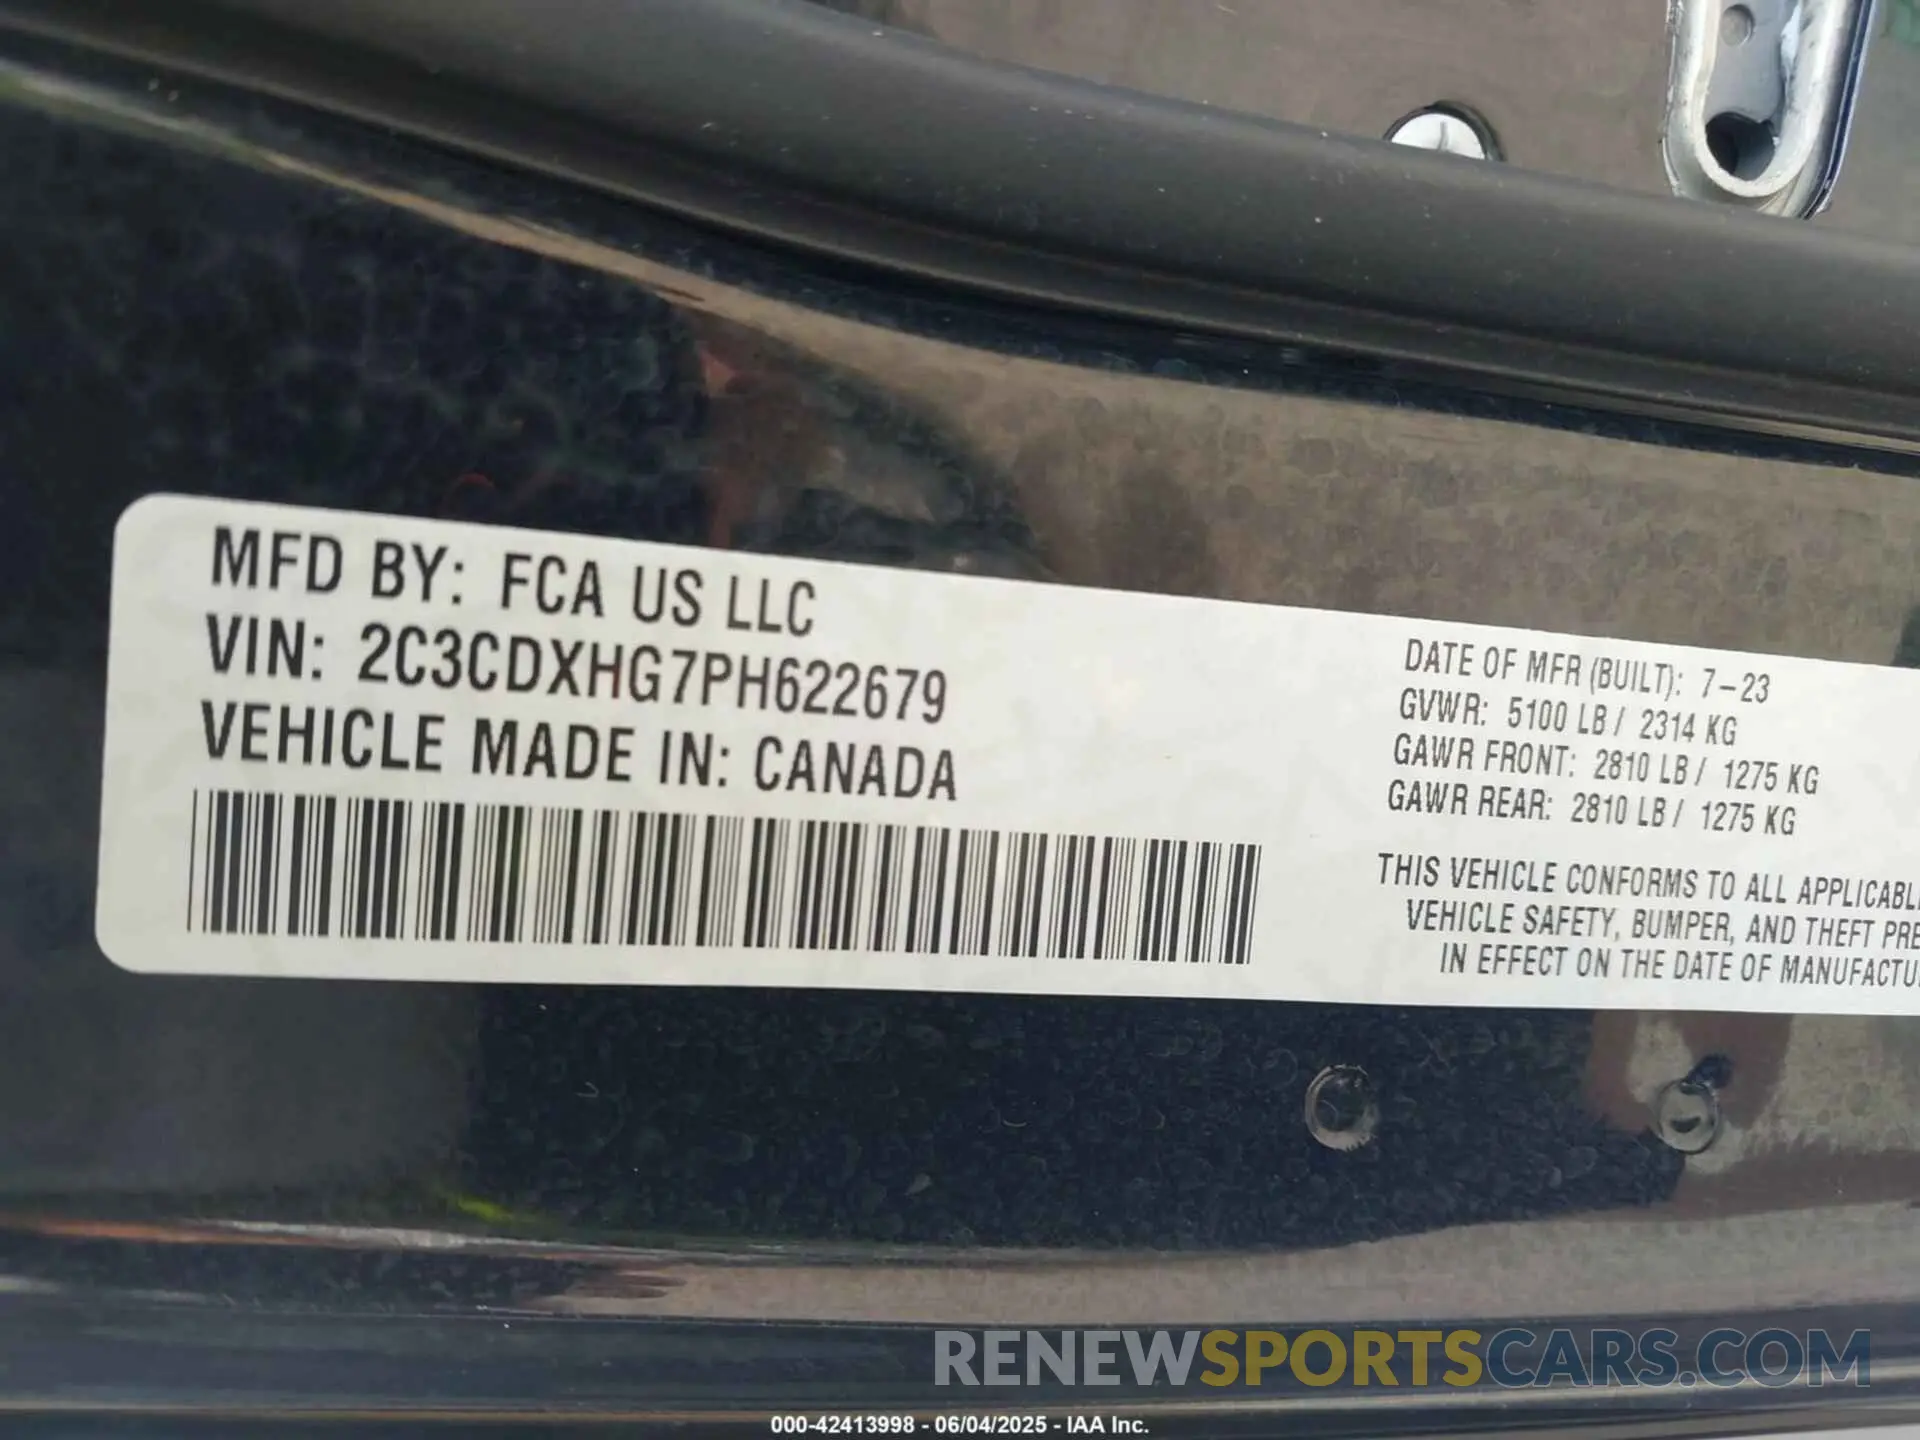 MFD BY: FCA US LLC
VIN: 2C3CDXHG7PH622679
VEHICLE MADE IN: CANADA
DATE OF MFR (BUILT): 7-23
GVWR: 5100 LB / 2314 KG
GAWR FRONT: 2810 LB / 1275 KG
GAWR REAR: 2810 LB / 1275 KG
THIS VEHICLE CONFORMS TO ALL APPLICABL
VEHICLE SAFETY, BUMPER, AND THEFT PRE
IN EFFECT ON THE DATE OF MANUFACTU
RENEWSPORTSCARS.COM
000-42413998 - 06/04/2025 - IAA Inc.